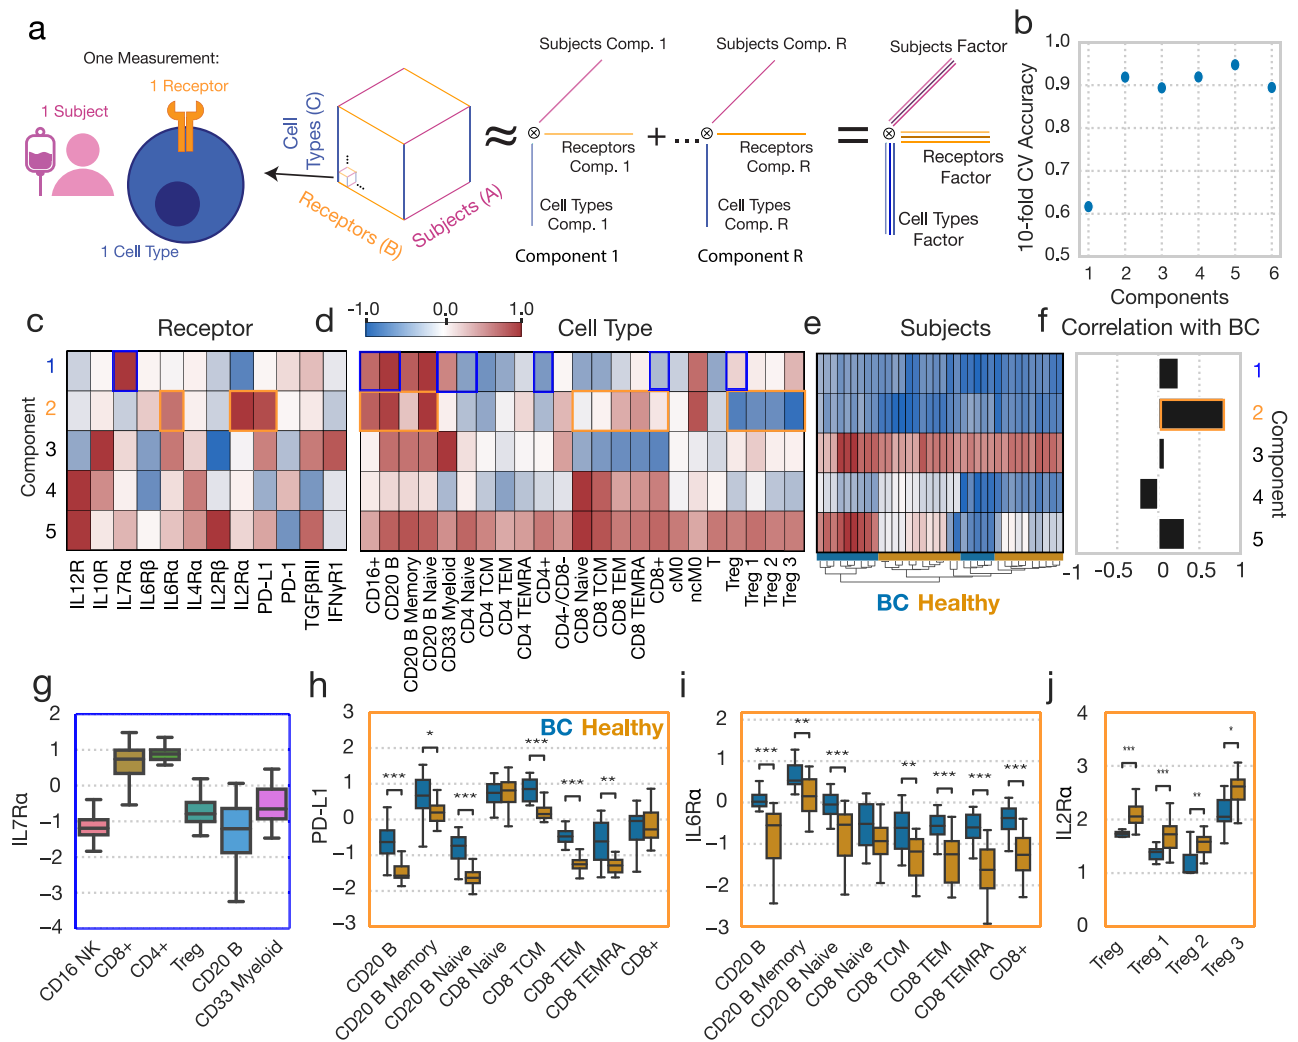 a
One Measurement:
1 Receptor
1 Subject
1 Cell Type
Cell
Types (C)
Receptors (B)
Subjects (A)
...
...
≈
Subjects Comp. 1
⊗
Receptors
Comp. 1
Cell Types
Comp. 1
Component 1
+ ...
Subjects Comp. R
⊗
Receptors
Comp. R
Cell Types
Comp. R
Component R
=
Subjects Factor
⊗
Receptors
Factor
Cell Types
Factor
b
10-fold CV Accuracy
1.0
0.9
0.8
0.7
0.6
0.5
1 2 3 4 5 6
Components
c
Receptor
Component
1
2
3
4
5
IL12R
IL10R
IL7Rα
IL6Rβ
IL6Rα
IL4Rα
IL2Rβ
IL2Rα
PD-L1
PD-1
TGFβRII
IFNγR1
d
-1.0 0.0 1.0
Cell Type
CD16+
CD20 B
CD20 B Memory
CD20 B Naive
CD33 Myeloid
CD4 Naive
CD4 TCM
CD4 TEM
CD4 TEMRA
CD4+
CD4-/CD8-
CD8 Naive
CD8 TCM
CD8 TEM
CD8 TEMRA
CD8+
cM0
ncM0
T
Treg
Treg 1
Treg 2
Treg 3
e
Subjects
BC Healthy
f
Correlation with BC
1
2
3
4
5
Component
-1 −0.5 0 0.5 1
g
IL7Rα
2
1
0
−1
−2
−3
−4
CD16 NK
CD8+
CD4+
Treg
CD20 B
CD33 Myeloid
h
BC Healthy
PD-L1
3
2
1
0
−1
−2
−3
***
*
***
***
***
**
CD20 B
CD20 B Memory
CD20 B Naive
CD8 Naive
CD8 TCM
CD8 TEM
CD8 TEMRA
CD8+
i
IL6Rα
2
1
0
−1
−2
−3
***
**
***
**
***
***
***
CD20 B
CD20 B Memory
CD20 B Naive
CD8 Naive
CD8 TCM
CD8 TEM
CD8 TEMRA
CD8+
j
IL2Rα
4
3
2
1
0
***
***
**
*
Treg
Treg 1
Treg 2
Treg 3